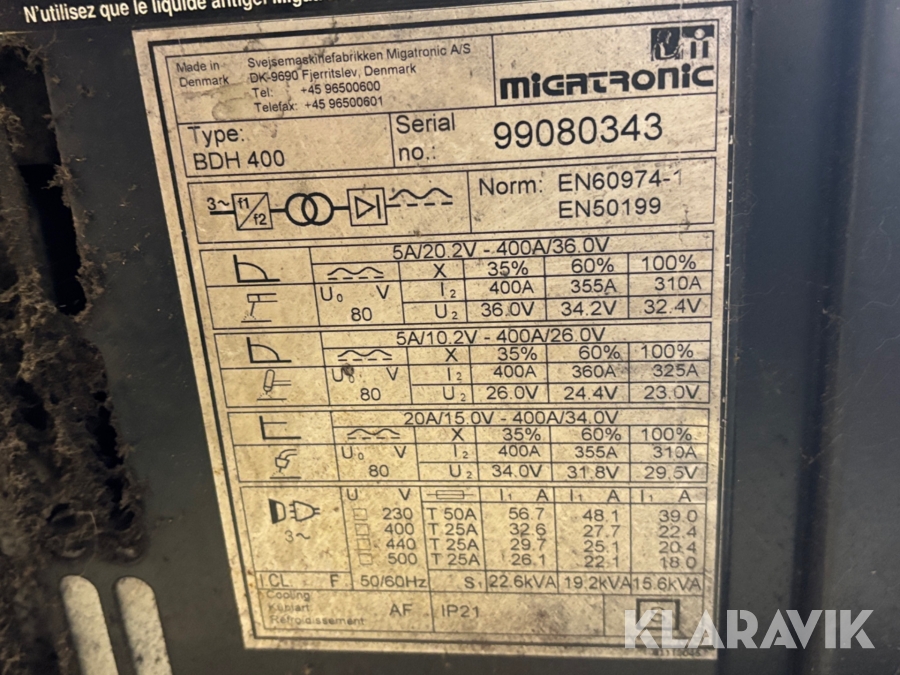 N'utilisez que le liquide antigel Migat
Made in Denmark
Svejsemaskinefabrikken Migatronic A/S
DK-9690 Fjerritslev, Denmark
Tel: +45 96500600
Telefax: +45 96500601
MIGATRONIC
Type:
BDH 400
Serial no.: 99080343
3~ f1 f2
Norm: EN60974-1
EN50199
5A/20.2V - 400A/36.0V
X 35% 60% 100%
U0 V I2 400A 355A 310A
80 U2 36.0V 34.2V 32.4V
5A/10.2V - 400A/26.0V
X 35% 60% 100%
U0 V I2 400A 360A 325A
80 U2 26.0V 24.4V 23.0V
20A/15.0V - 400A/34.0V
X 35% 60% 100%
U0 V I2 400A 355A 310A
80 U2 34.0V 31.8V 29.5V
U V I1 A I1 A I1 A
230 T 50A 56.7 48.1 39.0
3~ 400 T 25A 32.6 27.7 22.4
440 T 25A 29.7 25.1 20.4
500 T 25A 26.1 22.1 18.0
I.CL F 50/60Hz S1 22.6kVA 19.2kVA 15.6kVA
Cooling
Kühlart
Refroidissement
AF IP21
KLARAVIK